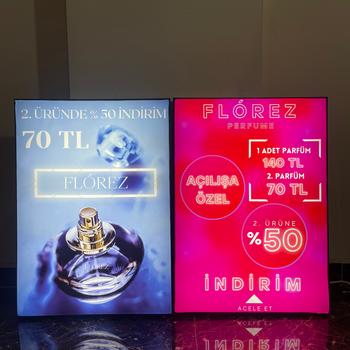 2. ÜRÜNDE % 50 İNDİRİM
70 TL
FLÓREZ
FLÓREZ
FLÓREZ
PERFUME
1 ADET PARFÜM
140 TL
2. PARFÜM
70 TL
AÇILIŞA
ÖZEL
2. ÜRÜNE
%50
İNDİRİM
ACELE ET